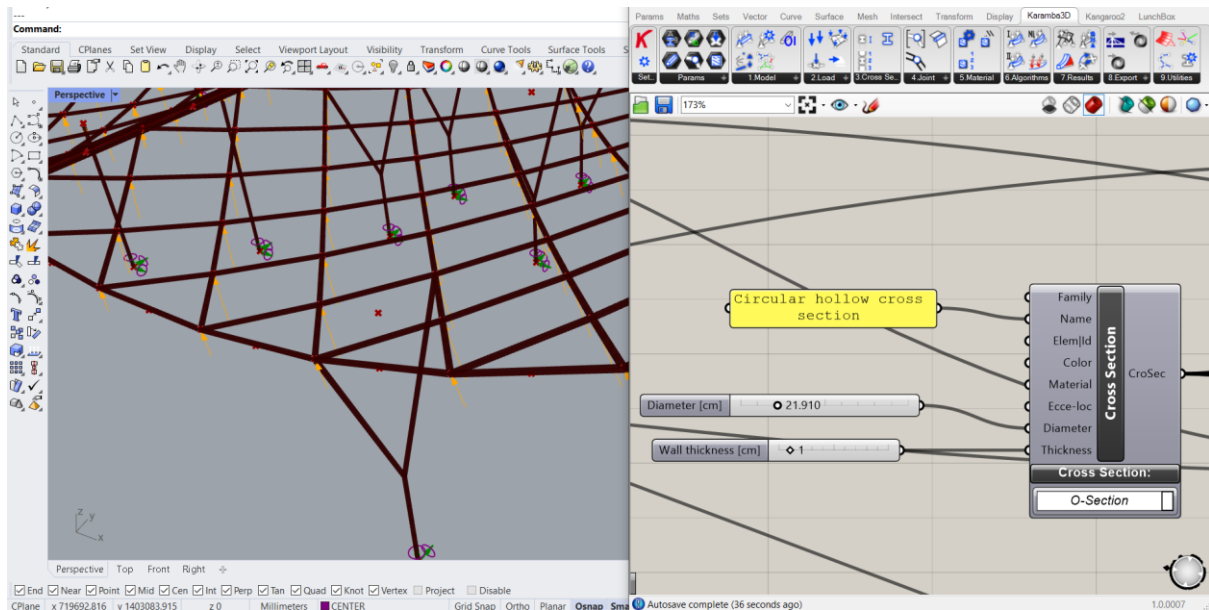 Command:
Standard CPlanes Set View Display Select Viewport Layout Visibility Transform Curve Tools Surface Tools S
Perspective
z y x
Perspective Top Front Right
End Near Point Mid Cen Int Perp Tan Quad Knot Vertex Project Disable
CPlane x 719692.816 y 1403083.915 z 0 Millimeters CENTER Grid Snap Ortho Planar Osnap Sma
Params Maths Sets Vector Curve Surface Mesh Intersect Transform Display Karamba3D Kangaroo2 LunchBox
Set.. Params 1.Model 2.Load 3.Cross Se.. 4.Joint 5.Material 6.Algorithms 7.Results 8.Export 9.Utilities
173%
Circular hollow cross
section
Diameter [cm] 21.910
Wall thickness [cm] 1
Family
Name
Elem|Id
Color
Material
Ecce-loc
Diameter
Thickness
Cross Section
CroSec
Cross Section:
O-Section
Autosave complete (36 seconds ago) 1.0.0007